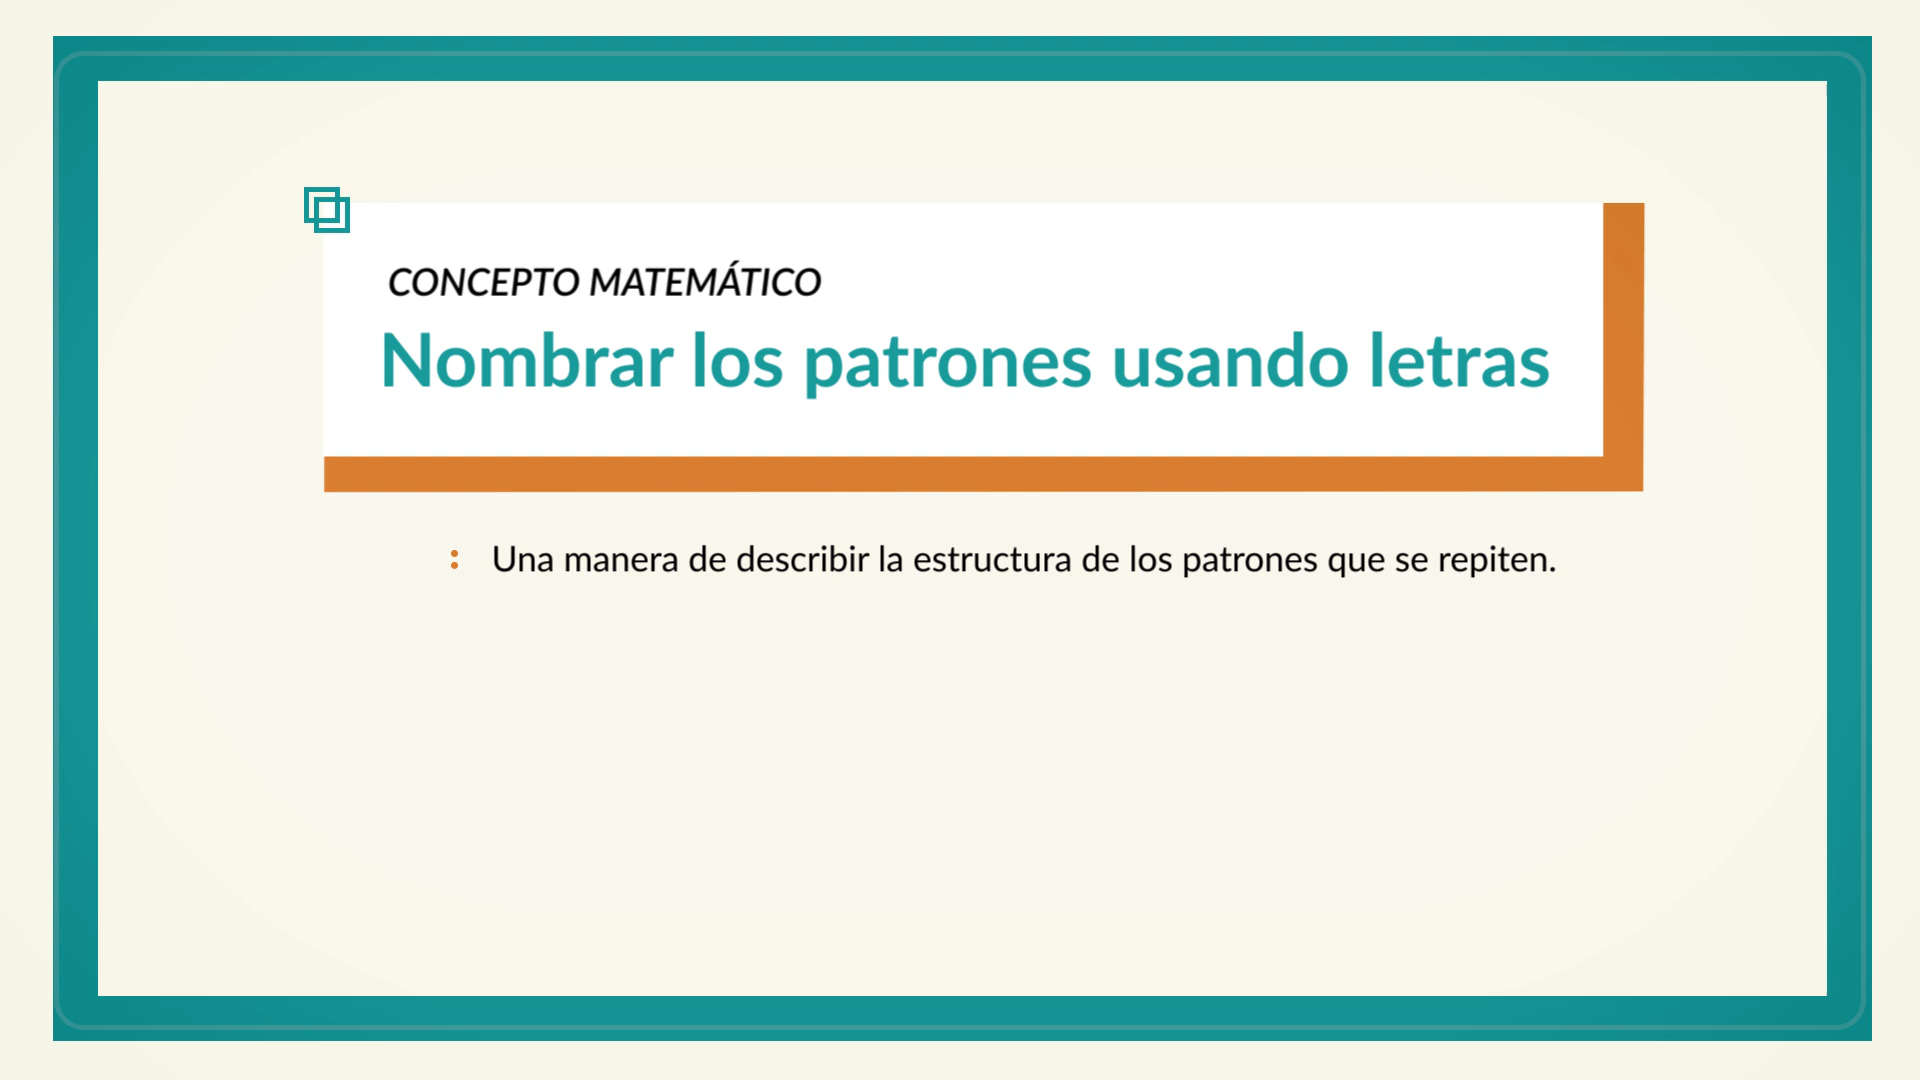 CONCEPTO MATEMÁTICO
Nombrar los patrones usando letras
Una manera de describir la estructura de los patrones que se repiten.